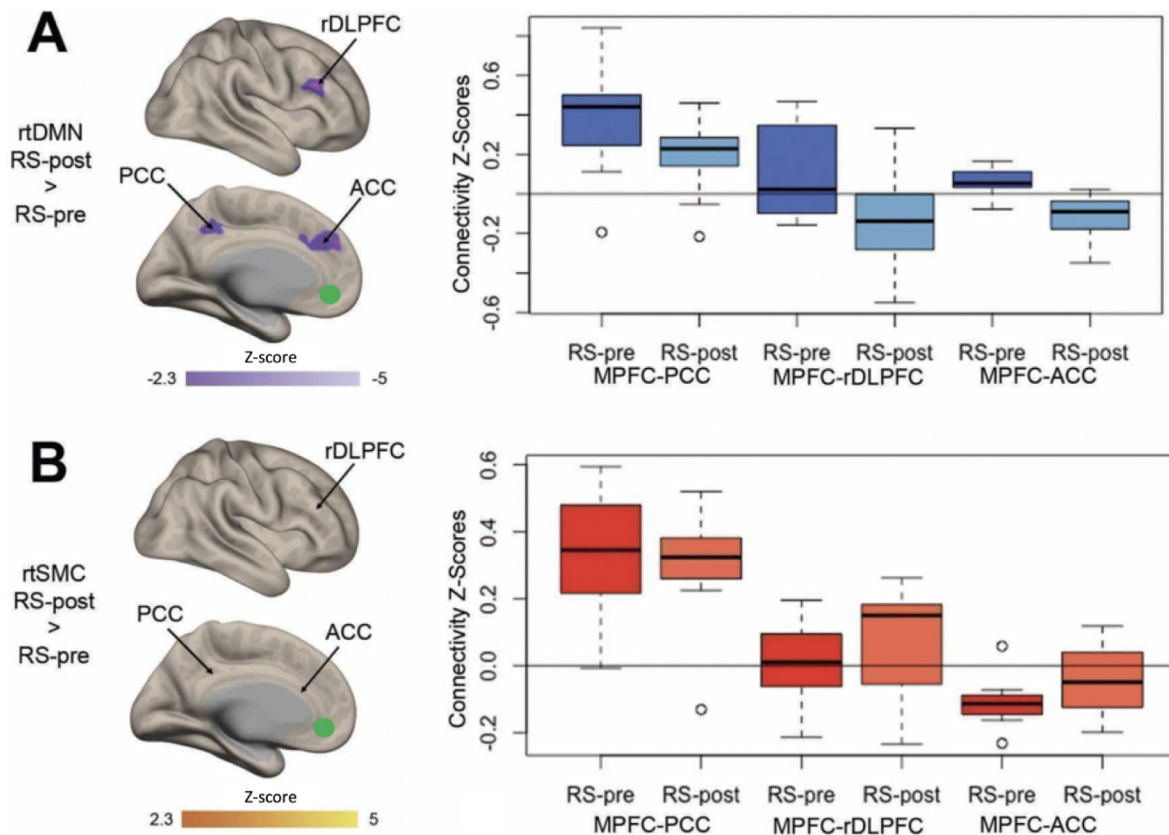 A
rDLPFC
rtDMN
RS-post
>
RS-pre
PCC
ACC
Z-score
-2.3
-5
Connectivity Z-Scores
0.6
0.2
-0.2
-0.6
RS-pre RS-post RS-pre RS-post RS-pre RS-post
MPFC-PCC MPFC-rDLPFC MPFC-ACC
B
rDLPFC
rtSMC
RS-post
>
RS-pre
PCC
ACC
Z-score
2.3
5
Connectivity Z-Scores
0.6
0.4
0.2
0.0
-0.2
RS-pre RS-post RS-pre RS-post RS-pre RS-post
MPFC-PCC MPFC-rDLPFC MPFC-ACC